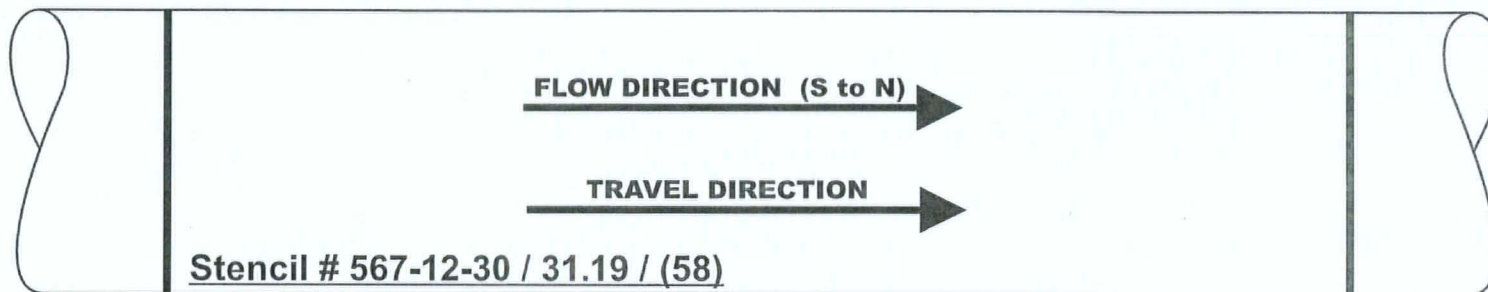 FLOW DIRECTION (S to N)
TRAVEL DIRECTION
Stencil # 567-12-30 / 31.19 / (58)